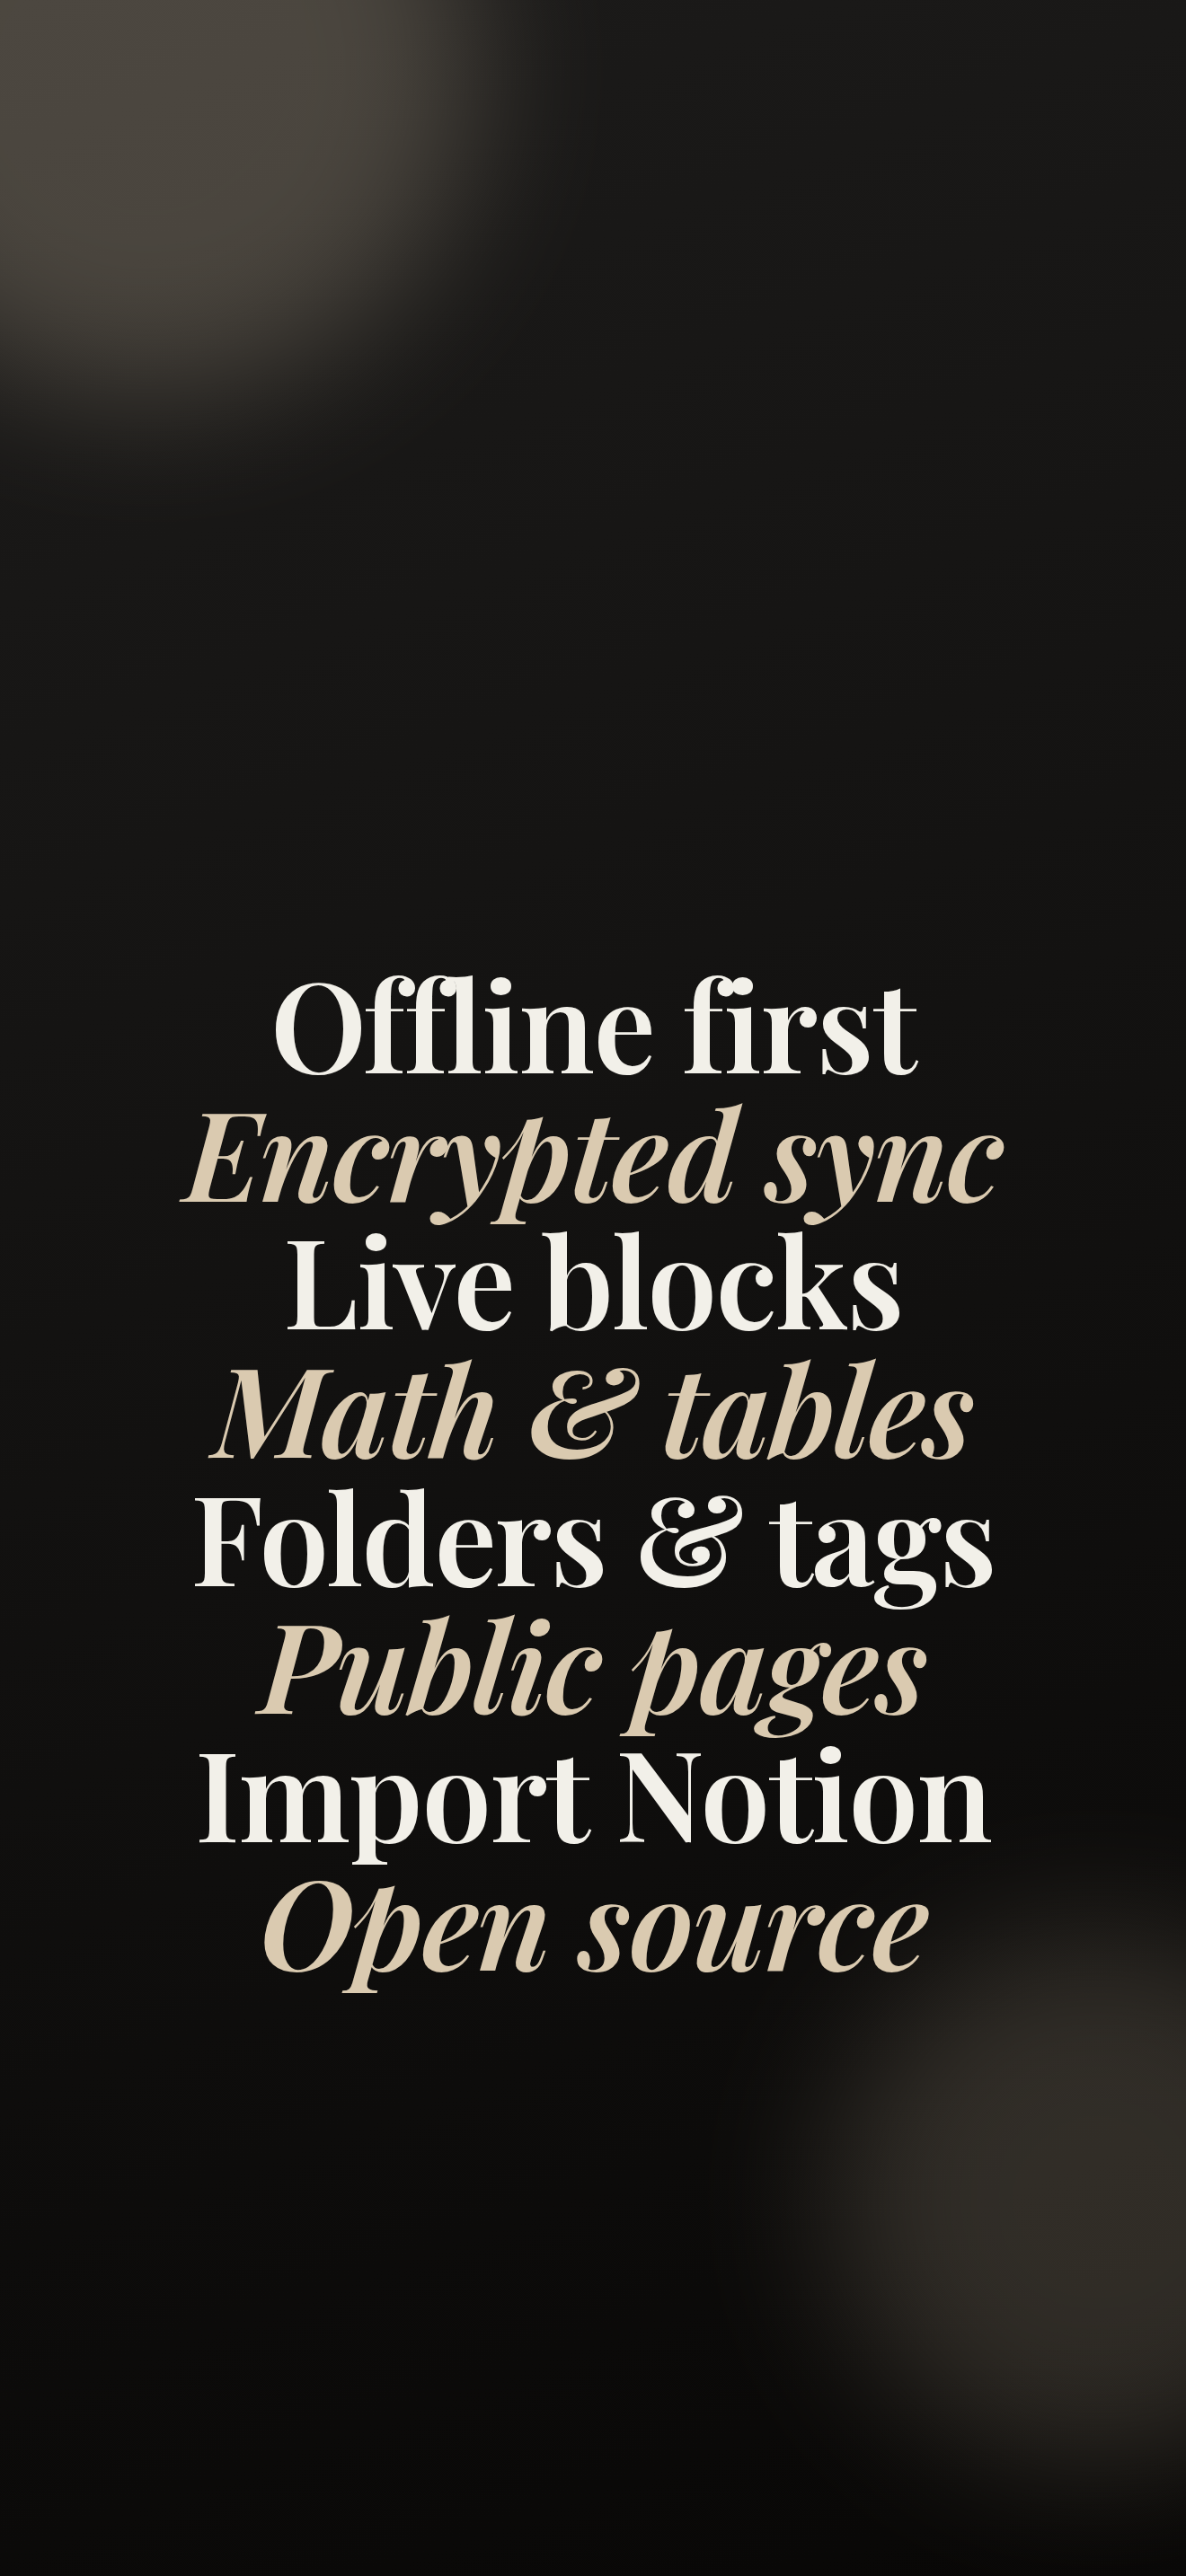 Offline first
Encrypted sync
Live blocks
Math & tables
Folders & tags
Public pages
Import Notion
Open source